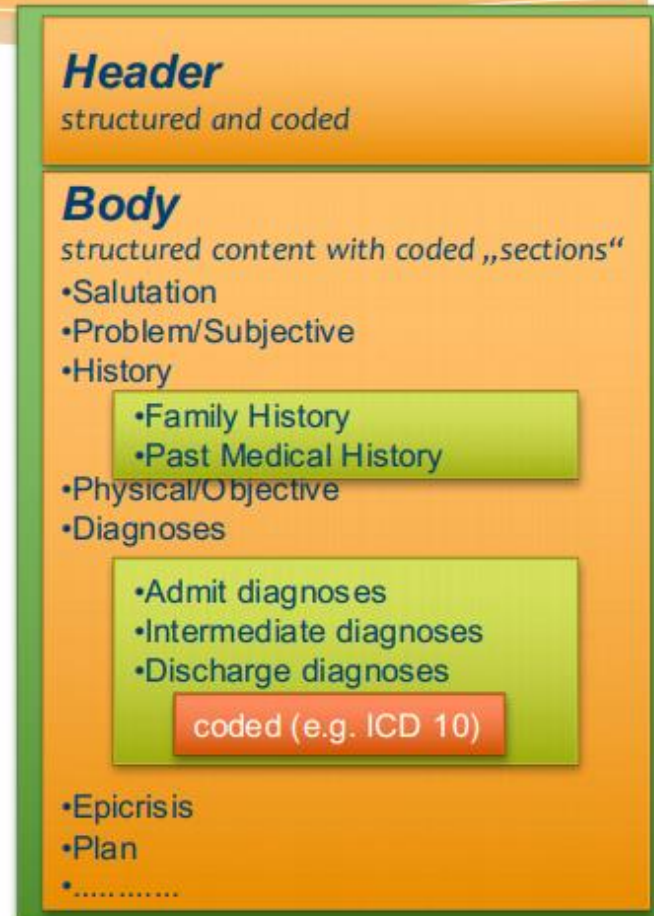 Header
structured and coded
Body
structured content with coded „sections“
•Salutation
•Problem/Subjective
•History
•Family History
•Past Medical History
•Physical/Objective
•Diagnoses
•Admit diagnoses
•Intermediate diagnoses
•Discharge diagnoses
coded (e.g. ICD 10)
•Epicrisis
•Plan
•............